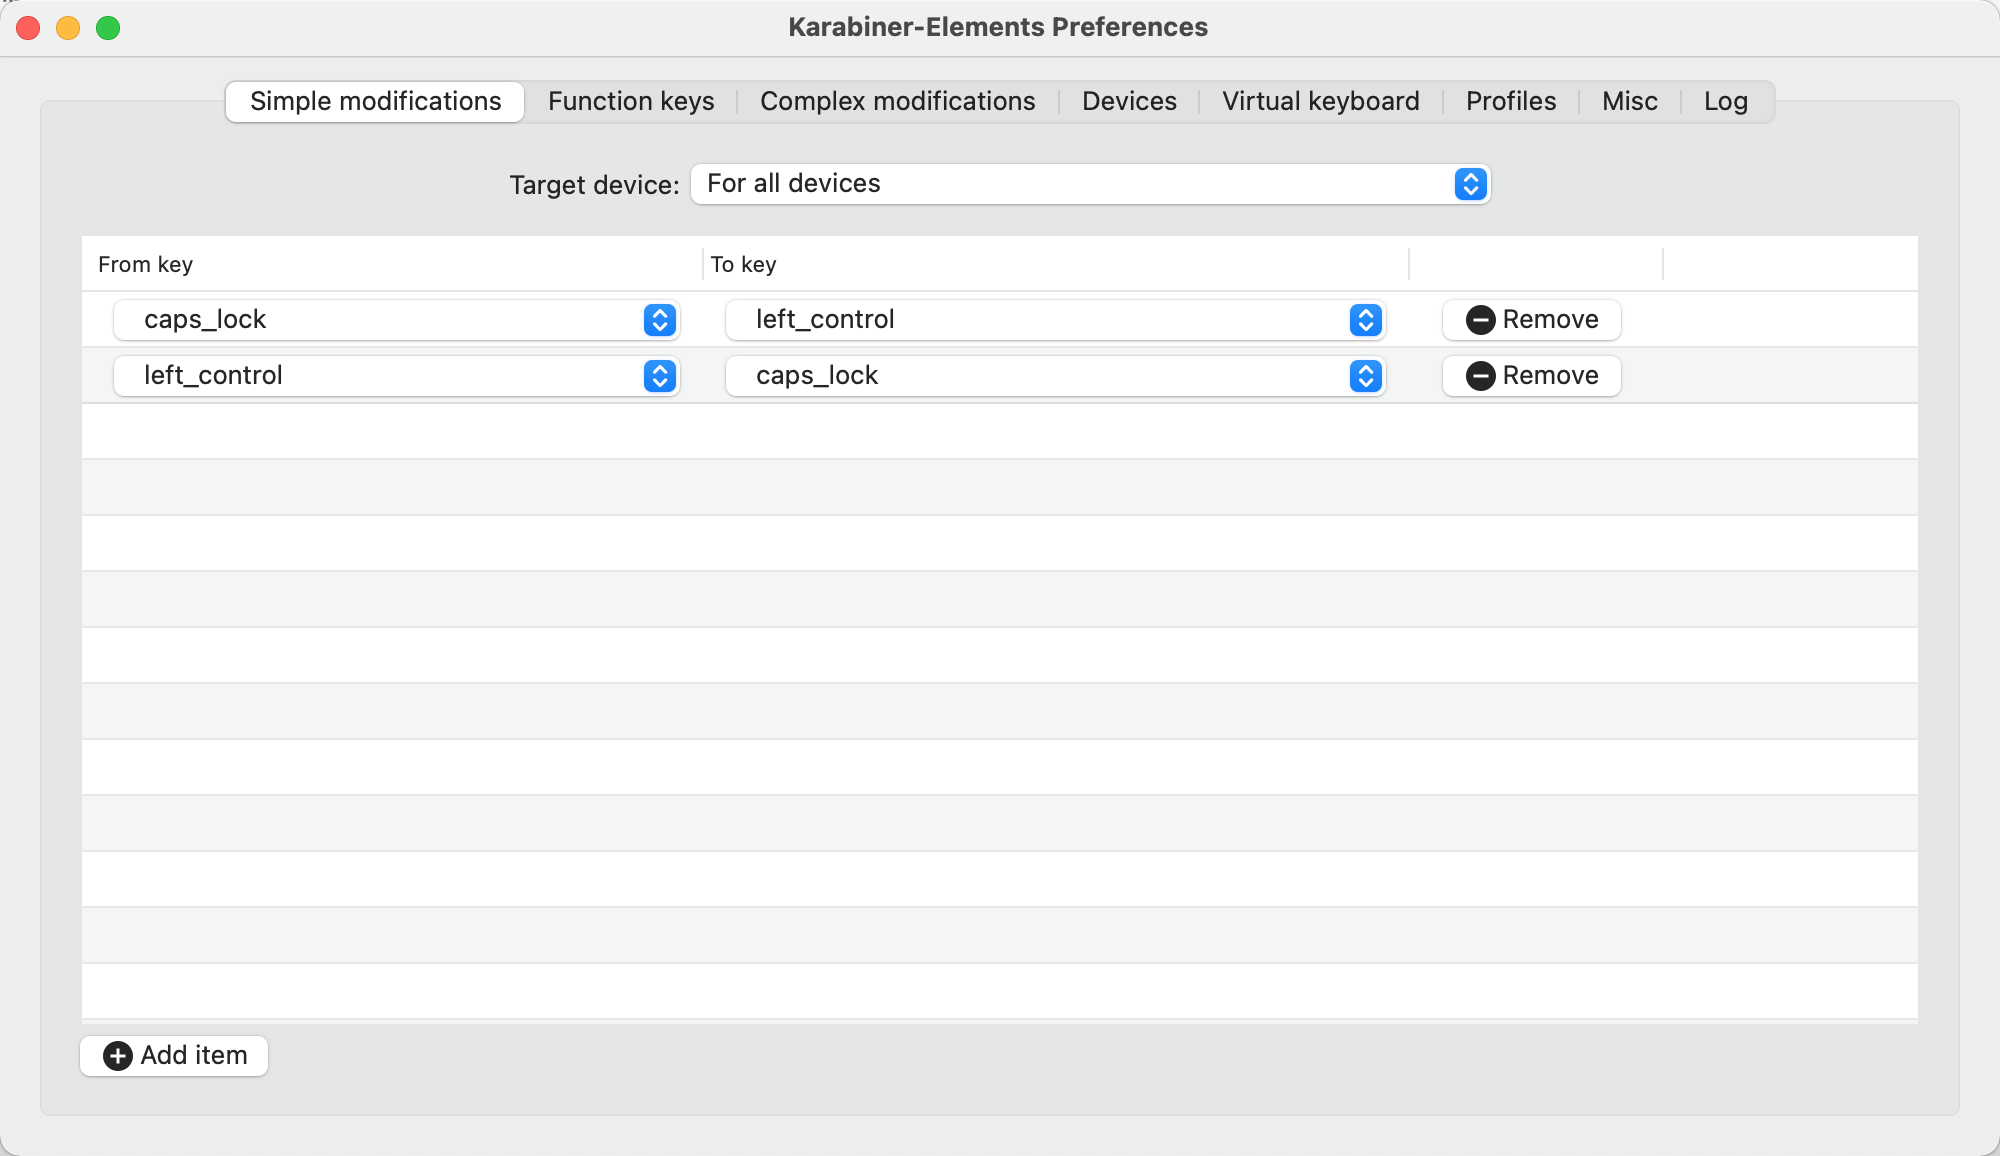 Karabiner-Elements Preferences
Simple modifications Function keys Complex modifications Devices Virtual keyboard Profiles Misc Log
Target device: For all devices
From key To key
caps_lock left_control Remove
left_control caps_lock Remove
Add item